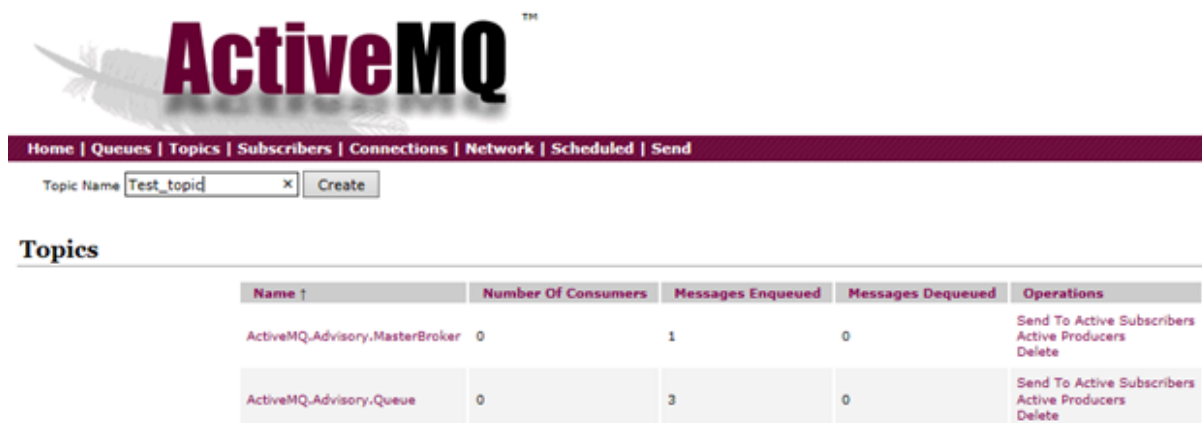 ActiveMQ ™
Home | Queues | Topics | Subscribers | Connections | Network | Scheduled | Send
Topic Name Test_topic × Create
Topics
Name ↑ Number Of Consumers Messages Enqueued Messages Dequeued Operations
ActiveMQ.Advisory.MasterBroker 0 1 0 Send To Active Subscribers
Active Producers
Delete
ActiveMQ.Advisory.Queue 0 3 0 Send To Active Subscribers
Active Producers
Delete